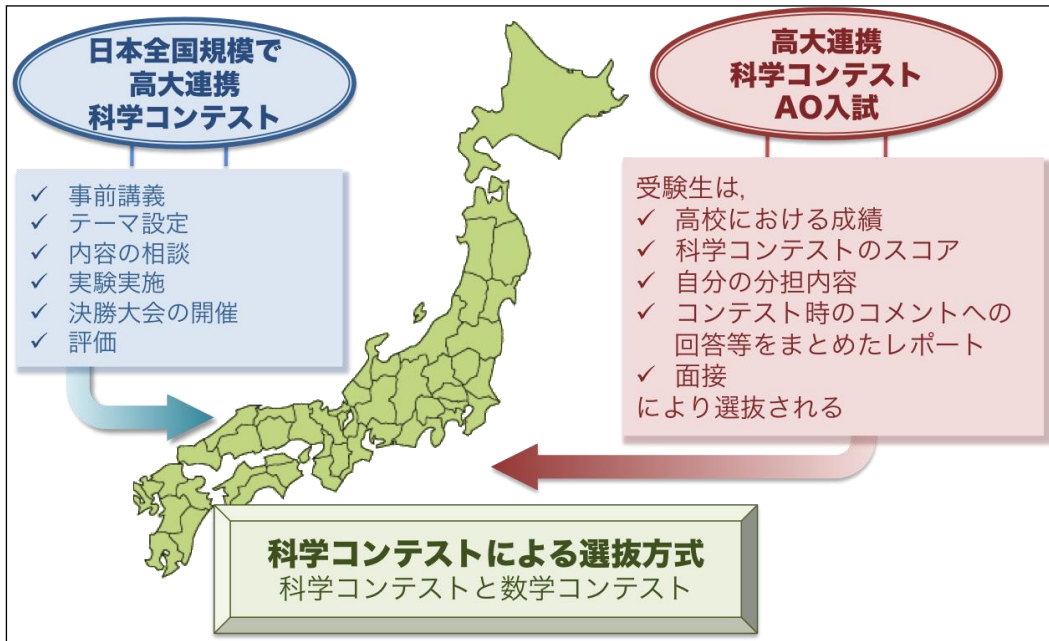 日本全国規模で
高大連携
科学コンテスト
✓ 事前講義
✓ テーマ設定
✓ 内容の相談
✓ 実験実施
✓ 決勝大会の開催
✓ 評価
高大連携
科学コンテスト
AO入試
受験生は,
✓ 高校における成績
✓ 科学コンテストのスコア
✓ 自分の分担内容
✓ コンテスト時のコメントへの
回答等をまとめたレポート
✓ 面接
により選抜される
科学コンテストによる選抜方式
科学コンテストと数学コンテスト